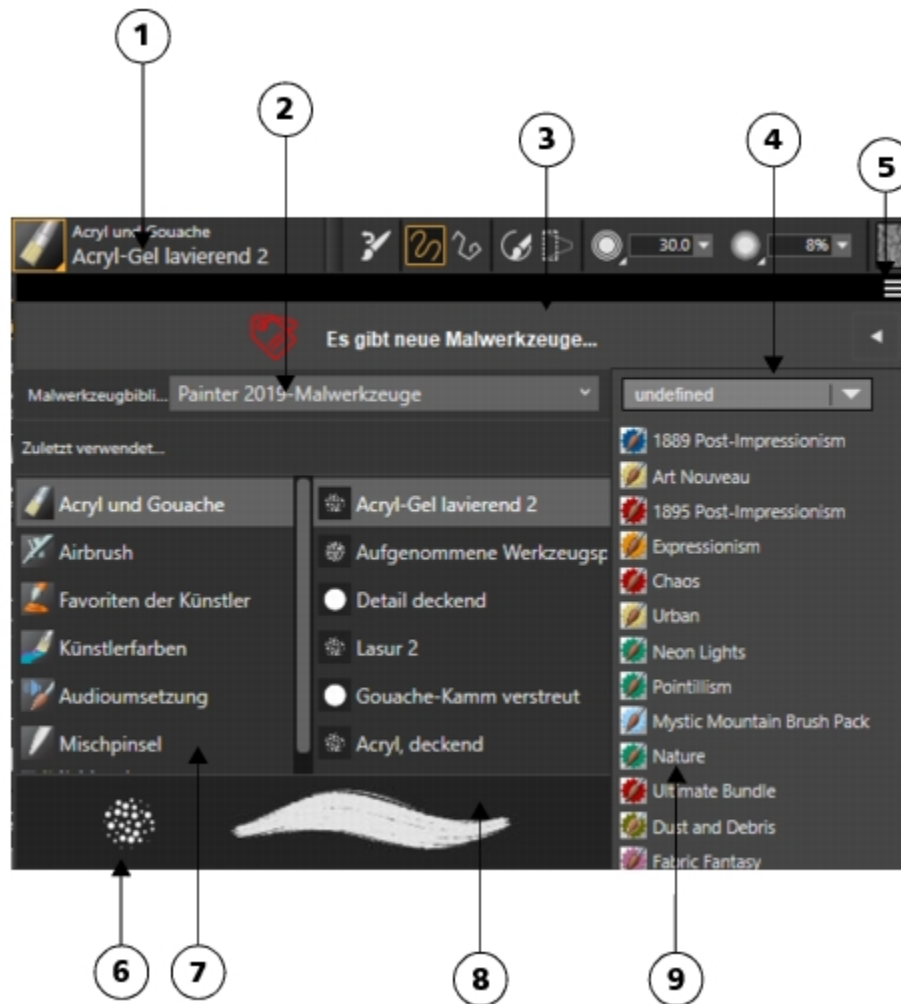 1
2
3
4
5
Acryl und Gouache
Acryl-Gel lavierend 2
30.0
8%
Es gibt neue Malwerkzeuge...
Malwerkzeugbibli...
Painter 2019-Malwerkzeuge
undefined
Zuletzt verwendet...
Acryl und Gouache
Airbrush
Favoriten der Künstler
Künstlerfarben
Audioumsetzung
Mischpinsel
Acryl-Gel lavierend 2
Aufgenommene Werkzeugsp
Detail deckend
Lasur 2
Gouache-Kamm verstreut
Acryl, deckend
1889 Post-Impressionism
Art Nouveau
1895 Post-Impressionism
Expressionism
Chaos
Urban
Neon Lights
Pointillism
Mystic Mountain Brush Pack
Nature
Ultimate Bundle
Dust and Debris
Fabric Fantasy
6
7
8
9